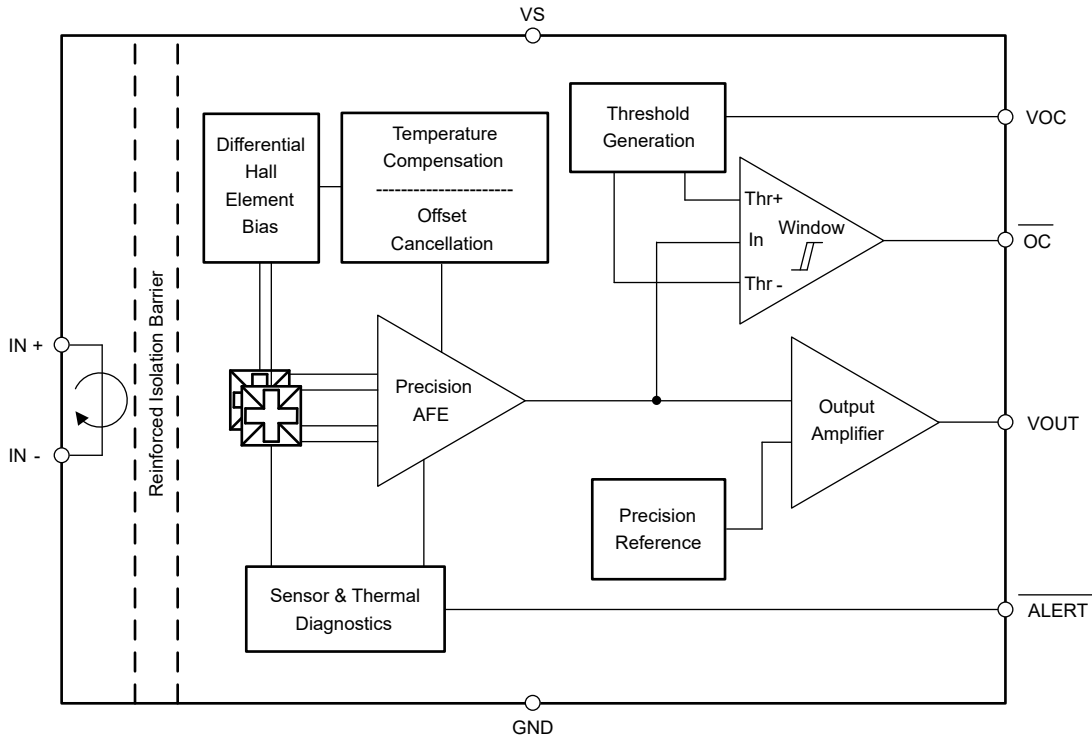 VS
Differential
Hall
Element
Bias
Temperature
Compensation
-----------------------
Offset
Cancellation
Threshold
Generation
VOC
Thr+
In
Thr -
Window
OC
Reinforced Isolation Barrier
IN +
IN -
Precision
AFE
Output
Amplifier
VOUT
Precision
Reference
Sensor & Thermal
Diagnostics
ALERT
GND